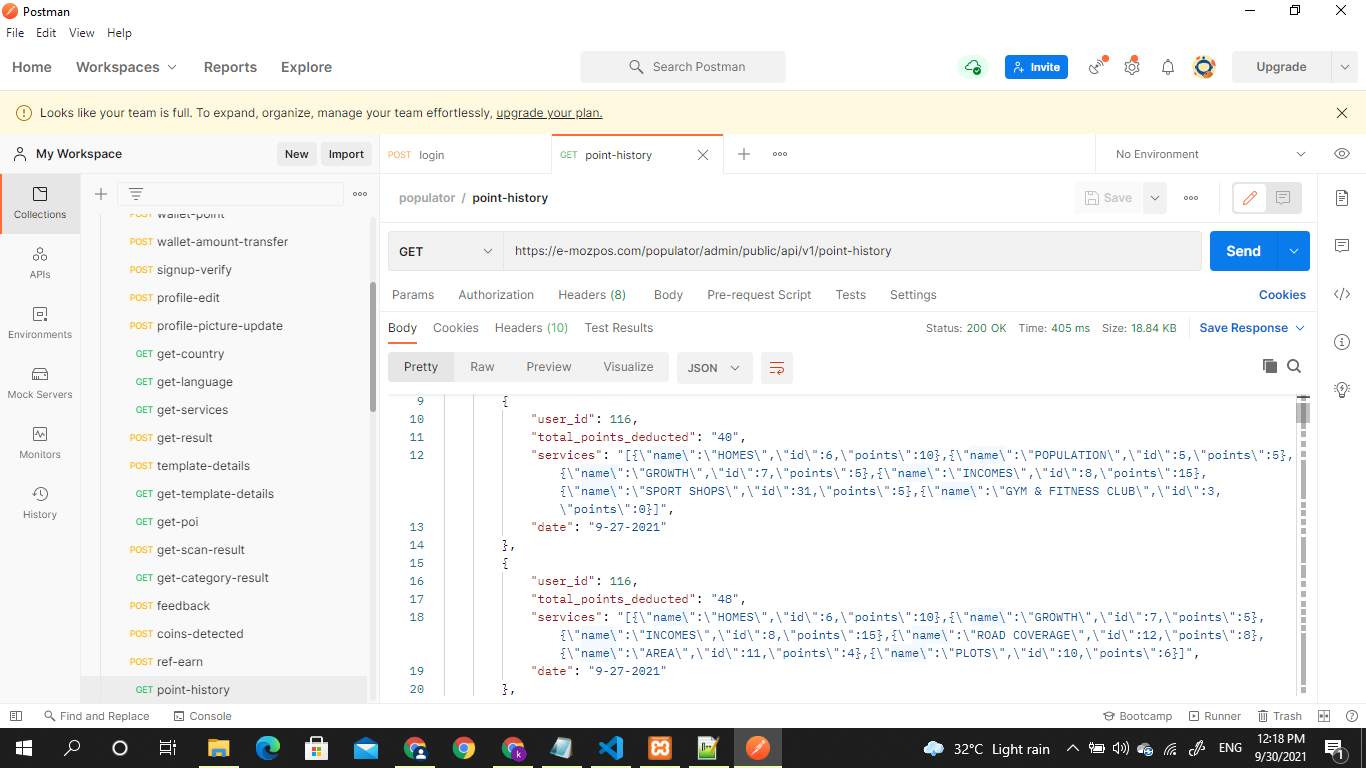 Postman
File Edit View Help
Home Workspaces Reports Explore Search Postman Invite Upgrade
Looks like your team is full. To expand, organize, manage your team effortlessly, upgrade your plan.
My Workspace New Import POST login GET point-history No Environment
Collections
APIs
Environments
Mock Servers
Monitors
History
POST wallet-point
POST wallet-amount-transfer
POST signup-verify
POST profile-edit
POST profile-picture-update
GET get-country
GET get-language
GET get-services
POST get-result
POST template-details
GET get-template-details
GET get-poi
POST get-scan-result
GET get-category-result
POST feedback
POST coins-detected
POST ref-earn
GET point-history
populator / point-history Save
GET https://e-mozpos.com/populator/admin/public/api/v1/point-history Send
Params Authorization Headers (8) Body Pre-request Script Tests Settings Cookies
Body Cookies Headers (10) Test Results Status: 200 OK Time: 405 ms Size: 18.84 KB Save Response
Pretty Raw Preview Visualize JSON
9 {
10 "user_id": 116,
11 "total_points_deducted": "40",
12 "services": "[{\"name\":\"HOMES\",\"id\":6,\"points\":10},{\"name\":\"POPULATION\",\"id\":5,\"points\":5},
{\"name\":\"GROWTH\",\"id\":7,\"points\":5},{\"name\":\"INCOMES\",\"id\":8,\"points\":15},
{\"name\":\"SPORT SHOPS\",\"id\":31,\"points\":5},{\"name\":\"GYM & FITNESS CLUB\",\"id\":3,
\"points\":0}]",
13 "date": "9-27-2021"
14 },
15 {
16 "user_id": 116,
17 "total_points_deducted": "48",
18 "services": "[{\"name\":\"HOMES\",\"id\":6,\"points\":10},{\"name\":\"GROWTH\",\"id\":7,\"points\":5},
{\"name\":\"INCOMES\",\"id\":8,\"points\":15},{\"name\":\"ROAD COVERAGE\",\"id\":12,\"points\":8},
{\"name\":\"AREA\",\"id\":11,\"points\":4},{\"name\":\"PLOTS\",\"id\":10,\"points\":6}]",
19 "date": "9-27-2021"
20 },
Find and Replace Console Bootcamp Runner Trash
32°C Light rain ENG 12:18 PM
9/30/2021 1